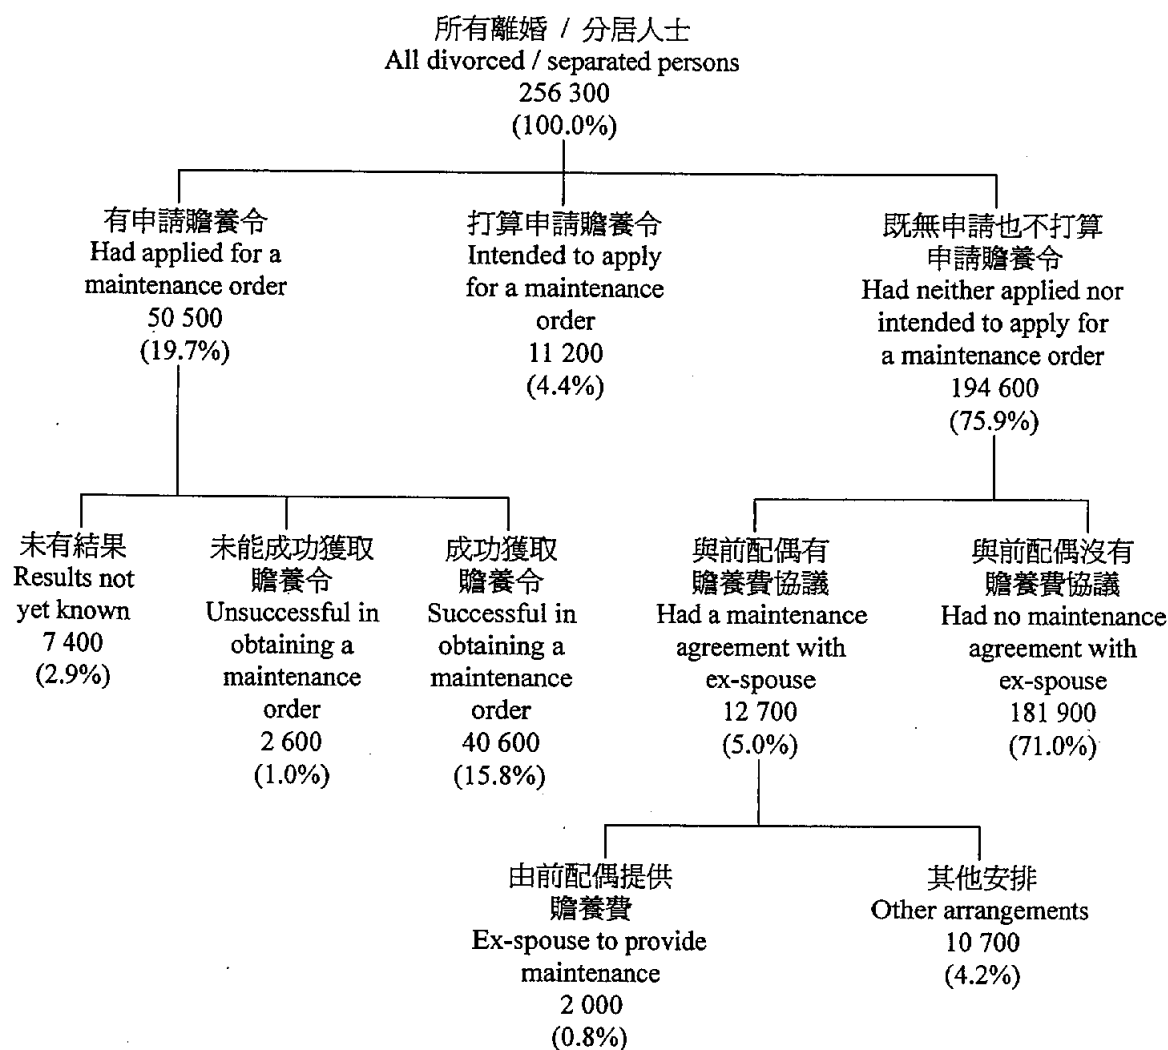 所有離婚 / 分居人士
All divorced / separated persons
256 300
(100.0%)
有申請贍養令
Had applied for a
maintenance order
50 500
(19.7%)
打算申請贍養令
Intended to apply
for a maintenance
order
11 200
(4.4%)
既無申請也不打算
申請贍養令
Had neither applied nor
intended to apply for
a maintenance order
194 600
(75.9%)
未有結果
Results not
yet known
7 400
(2.9%)
未能成功獲取
贍養令
Unsuccessful in
obtaining a
maintenance
order
2 600
(1.0%)
成功獲取
贍養令
Successful in
obtaining a
maintenance
order
40 600
(15.8%)
與前配偶有
贍養費協議
Had a maintenance
agreement with
ex-spouse
12 700
(5.0%)
與前配偶沒有
贍養費協議
Had no maintenance
agreement with
ex-spouse
181 900
(71.0%)
由前配偶提供
贍養費
Ex-spouse to provide
maintenance
2 000
(0.8%)
其他安排
Other arrangements
10 700
(4.2%)